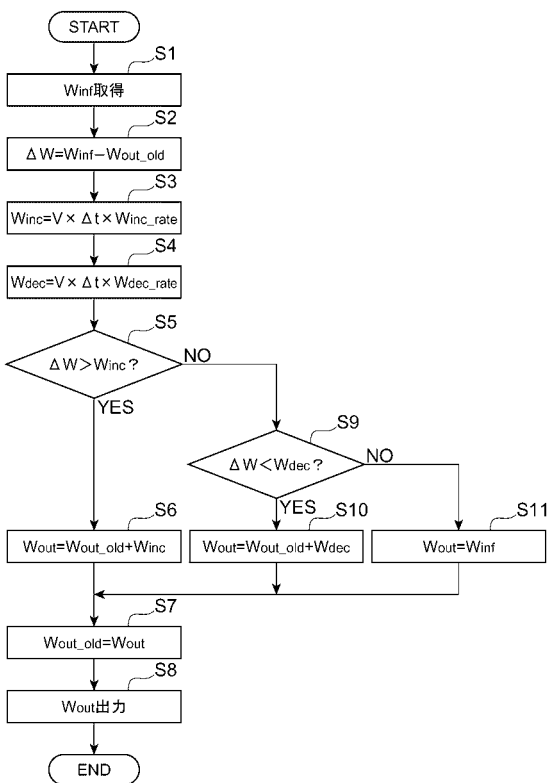 START
S1
Winf取得
S2
ΔW=Winf−Wout_old
S3
Winc=V×Δt×Winc_rate
S4
Wdec=V×Δt×Wdec_rate
S5
ΔW>Winc?
NO
YES
S9
ΔW<Wdec?
NO
YES
S6
Wout=Wout_old+Winc
S10
Wout=Wout_old+Wdec
S11
Wout=Winf
S7
Wout_old=Wout
S8
Wout出力
END